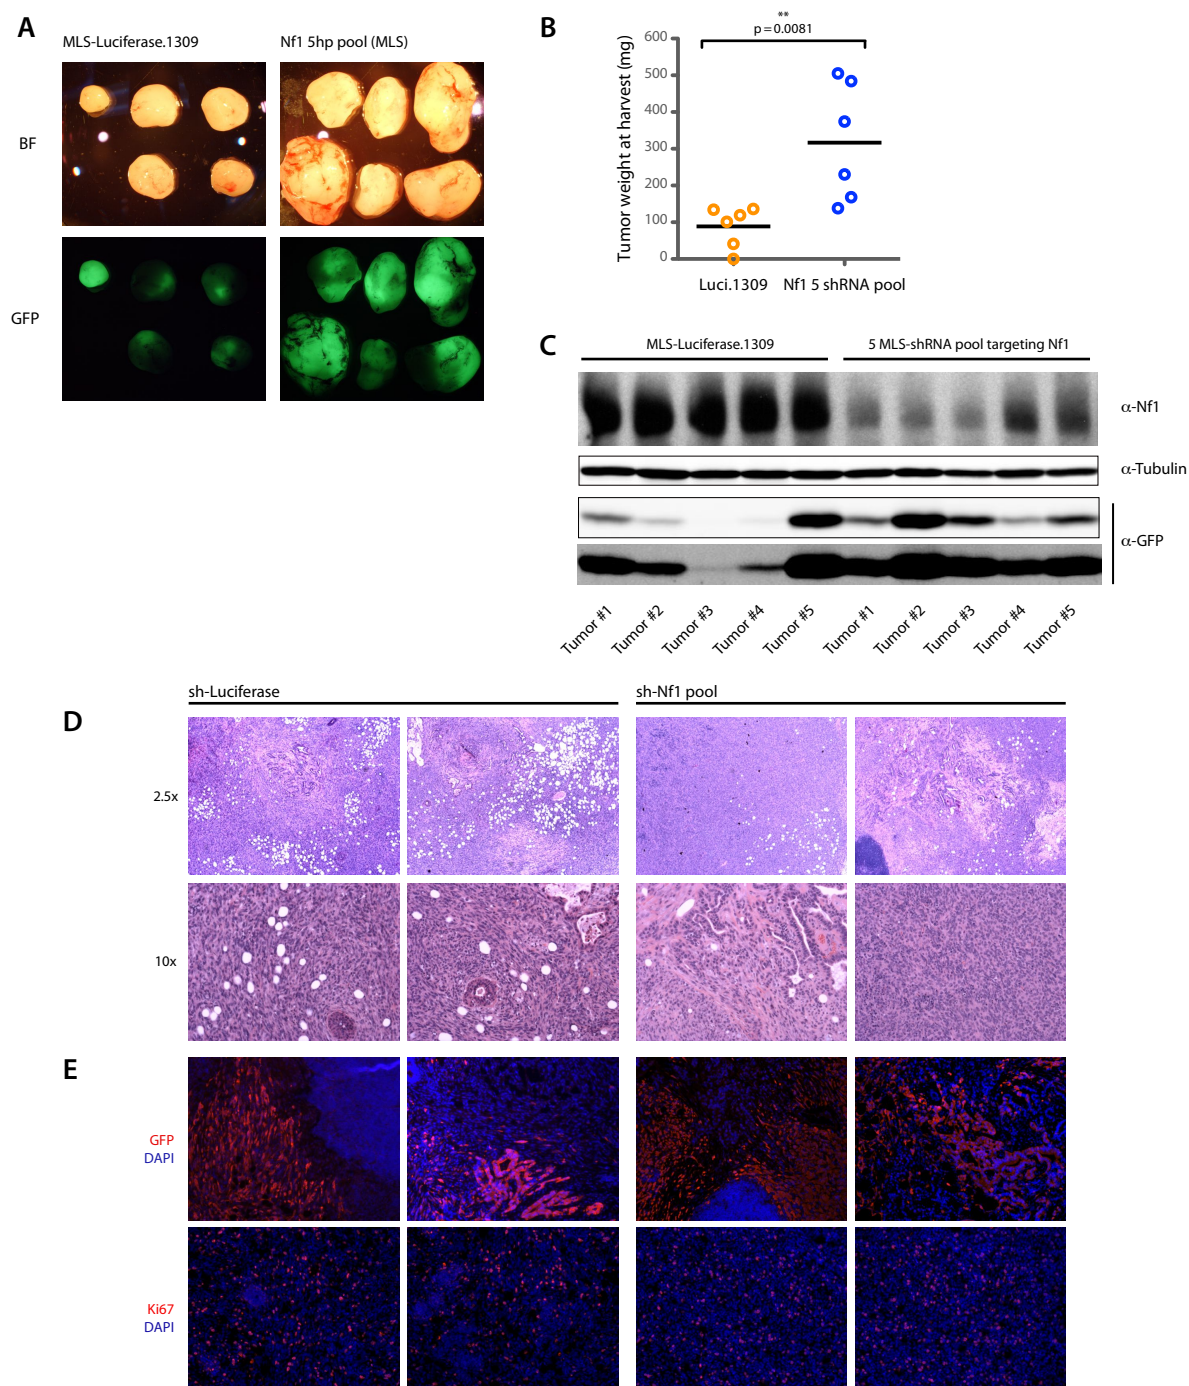 A
MLS-Luciferase.1309
Nf1 5hp pool (MLS)
BF
GFP
B
**
p = 0.0081
Tumor weight at harvest (mg)
600
500
400
300
200
100
0
Luci.1309
Nf1 5 shRNA pool
C
MLS-Luciferase.1309
5 MLS-shRNA pool targeting Nf1
α-Nf1
α-Tubulin
α-GFP
Tumor #1
Tumor #2
Tumor #3
Tumor #4
Tumor #5
Tumor #1
Tumor #2
Tumor #3
Tumor #4
Tumor #5
sh-Luciferase
sh-Nf1 pool
D
2.5x
10x
E
GFP
DAPI
Ki67
DAPI